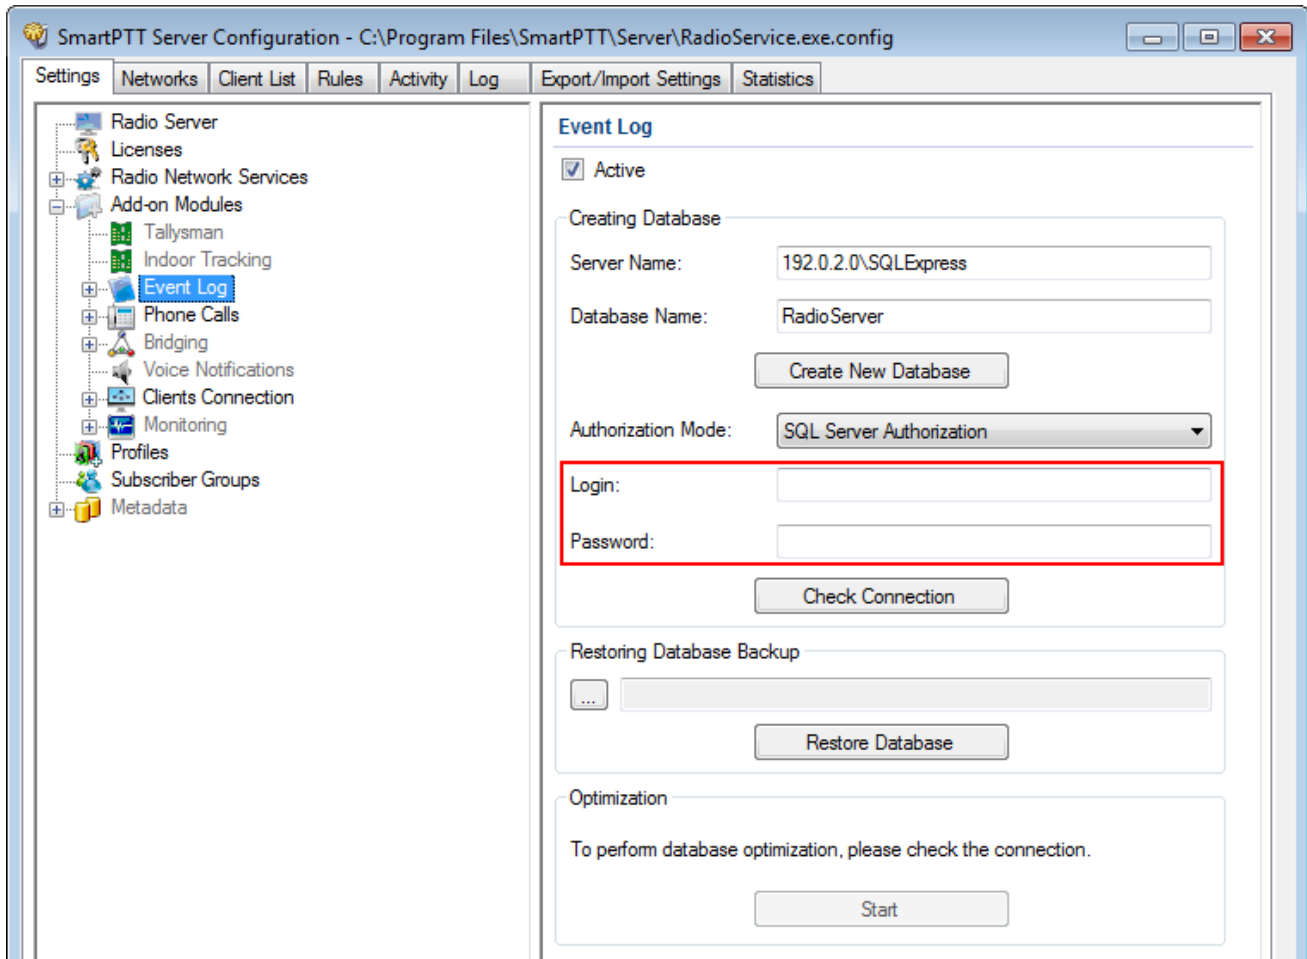 SmartPTT Server Configuration - C:\Program Files\SmartPTT\Server\RadioService.exe.config
Settings Networks Client List Rules Activity Log Export/Import Settings Statistics
Radio Server
Licenses
Radio Network Services
Add-on Modules
Tallysman
Indoor Tracking
Event Log
Phone Calls
Bridging
Voice Notifications
Clients Connection
Monitoring
Profiles
Subscriber Groups
Metadata
Event Log
Active
Creating Database
Server Name: 192.0.2.0\SQLExpress
Database Name: RadioServer
Create New Database
Authorization Mode: SQL Server Authorization
Login:
Password:
Check Connection
Restoring Database Backup
...
Restore Database
Optimization
To perform database optimization, please check the connection.
Start